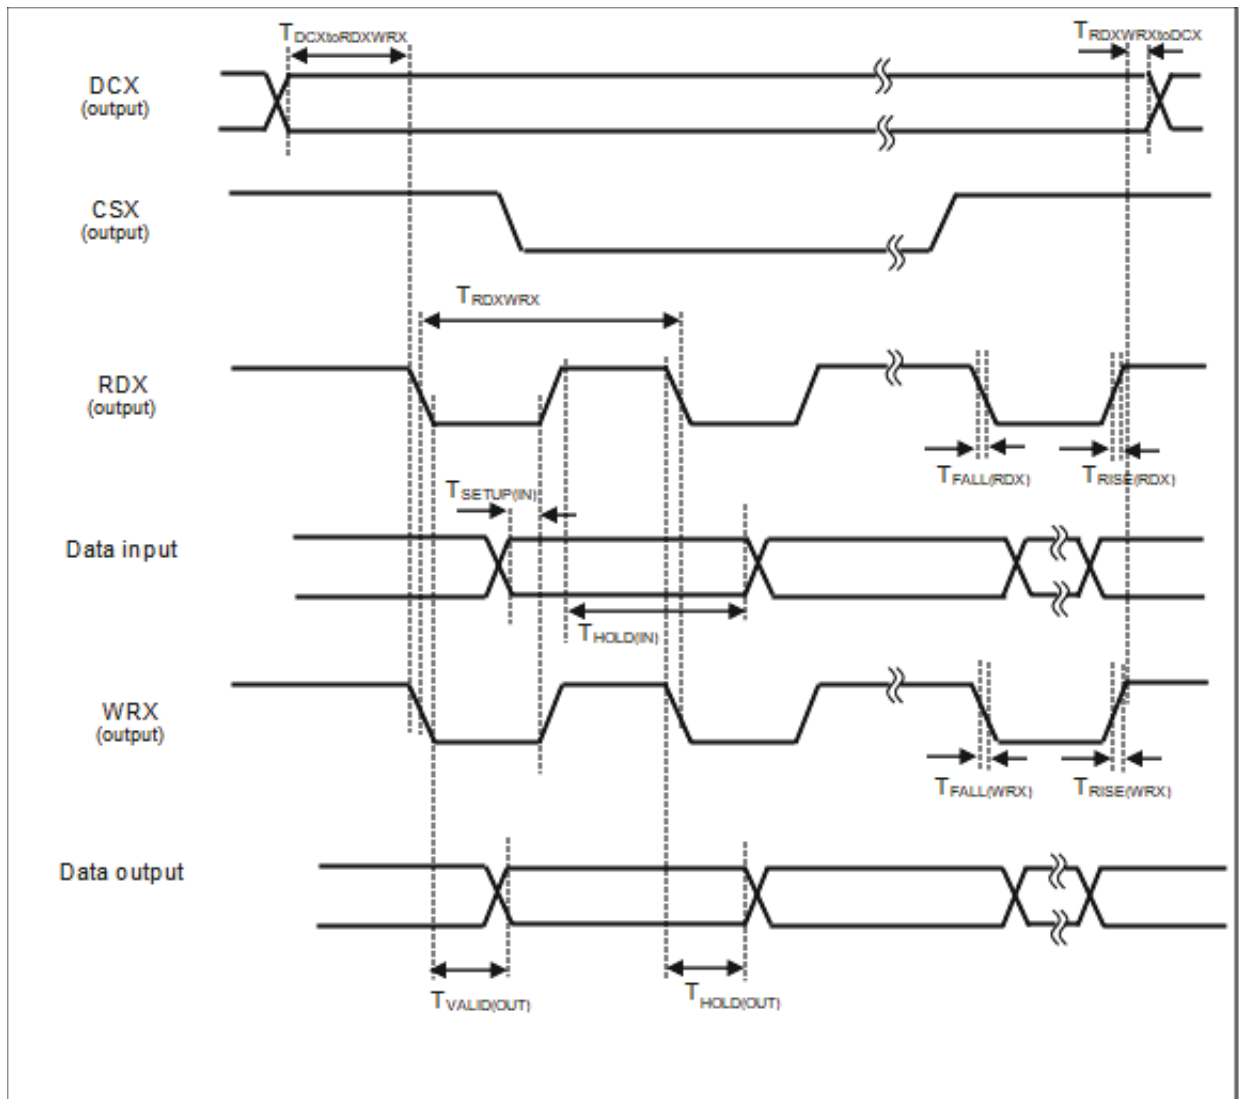 TDCXtoRDXWRX
TRDXWRXtoDCX
DCX
(output)
CSX
(output)
TRDXWRX
RDX
(output)
TFALL(RDX)
TRISE(RDX)
TSETUP(IN)
Data input
THOLD(IN)
WRX
(output)
TFALL(WRX)
TRISE(WRX)
Data output
TVALID(OUT)
THOLD(OUT)